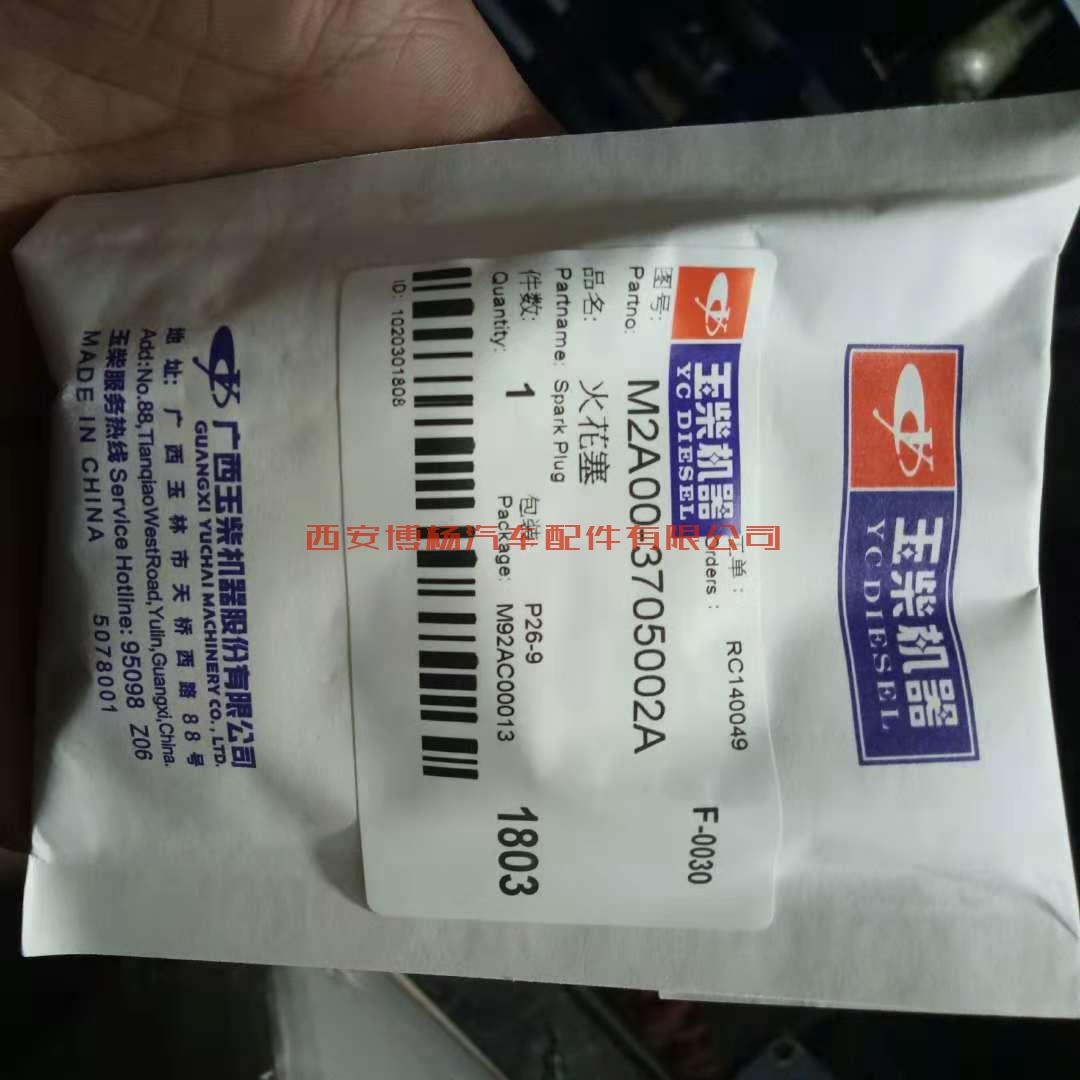 玉柴机器
YC DIESEL
玉柴机器
YC DIESEL
单:
RC140049
F-0030
图号:
Partno:
品名: 火花塞
Partname: Spark Plug
件数:
Quantity: 1
包装
Package:
P26-9
M92AC00013
1803
ID: 1020301808
西安博杨汽车配件有限公司
广西玉柴机器股份有限公司
GUANGXI YUCHAI MACHINERY CO., LTD.
地址: 广西玉林市天桥西路88号
Add:No.88,TianqiaoWestRoad,Yulin,Guangxi,China.
玉柴服务热线 Service Hotline: 95098 Z06
MADE IN CHINA 5078001